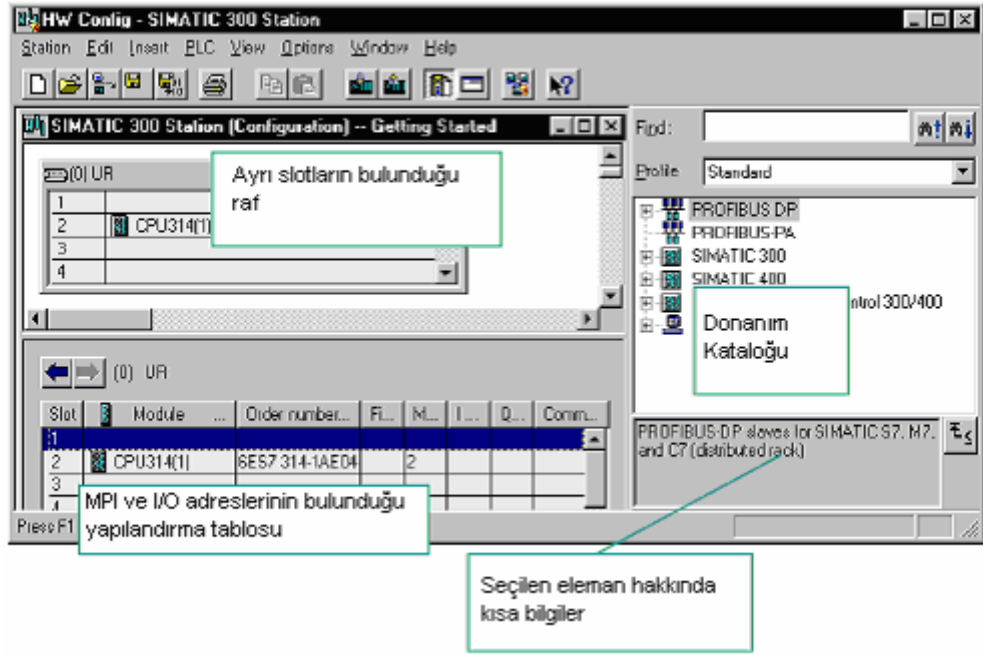 HW Config - SIMATIC 300 Station
Station Edit Insert PLC View Options Window Help
SIMATIC 300 Station (Configuration) -- Getting Started
(0) UR
1
2 CPU314(1)
3
4
Ayrı slotların bulunduğu
raf
Find:
Profile Standard
PROFIBUS DP
PROFIBUS-PA
SIMATIC 300
SIMATIC 400
ntrol 300/400
Donanım
Kataloğu
PROFIBUS-DP slaves for SIMATIC S7, M7,
and C7 (distributed rack)
(0) UR
Slot Module ... Order number... Fi... M... I... Q... Comm...
1
2 CPU314(1) 6ES7 314-1AE04 2
3
4
MPI ve I/O adreslerinin bulunduğu
yapılandırma tablosu
Press F1
Seçilen eleman hakkında
kısa bilgiler